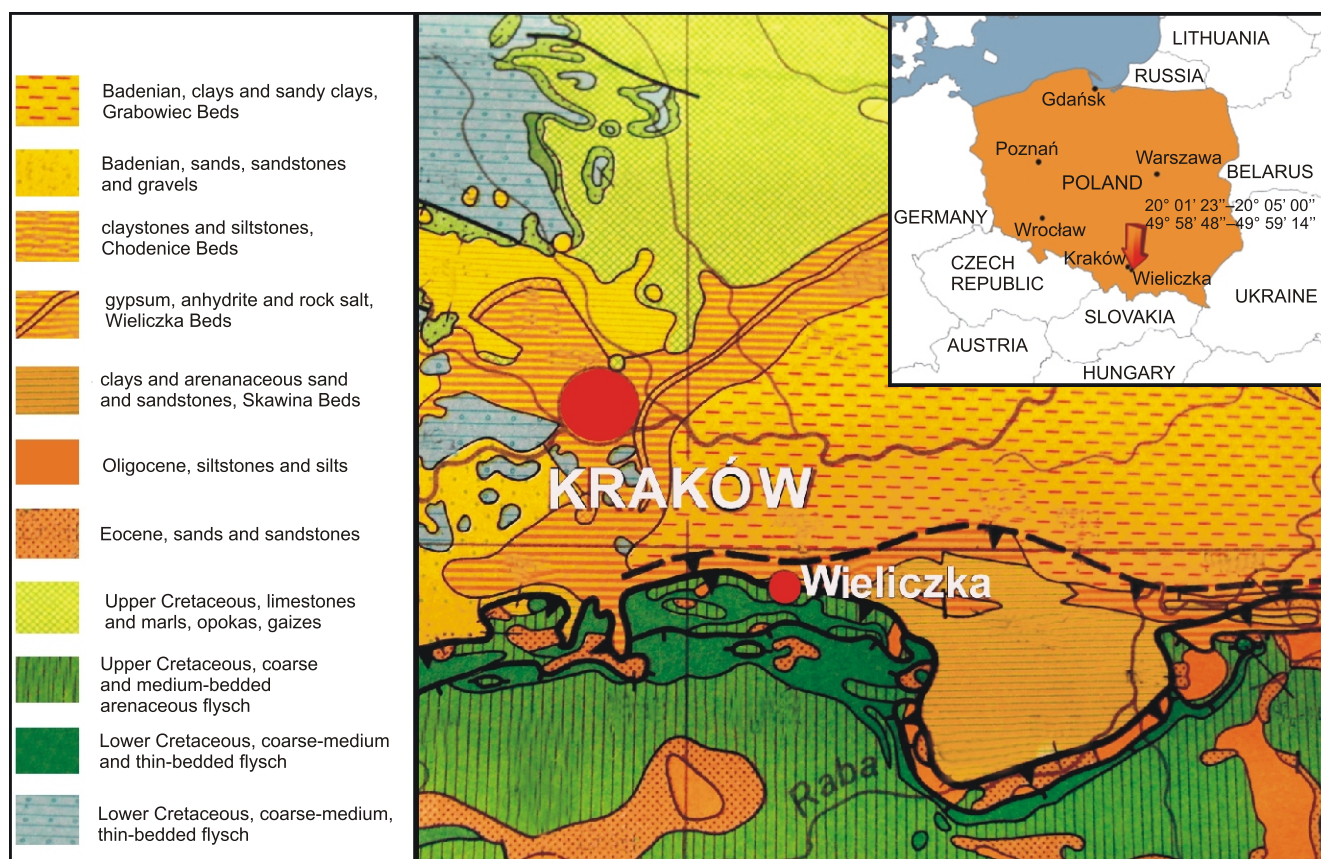 Badenian, clays and sandy clays,
Grabowiec Beds
Badenian, sands, sandstones
and gravels
claystones and siltstones,
Chodenice Beds
gypsum, anhydrite and rock salt,
Wieliczka Beds
clays and arenanaceous sand
and sandstones, Skawina Beds
Oligocene, siltstones and silts
Eocene, sands and sandstones
Upper Cretaceous, limestones
and marls, opokas, gaizes
Upper Cretaceous, coarse
and medium-bedded
arenaceous flysch
Lower Cretaceous, coarse-medium
and thin-bedded flysch
Lower Cretaceous, coarse-medium,
thin-bedded flysch
KRAKÓW
Wieliczka
Raba
LITHUANIA
RUSSIA
Gdańsk
Poznań
Warszawa
POLAND
BELARUS
20° 01' 23''–20° 05' 00''
49° 58' 48''–49° 59' 14''
GERMANY
Wrocław
Kraków
CZECH
REPUBLIC
Wieliczka
UKRAINE
SLOVAKIA
AUSTRIA
HUNGARY